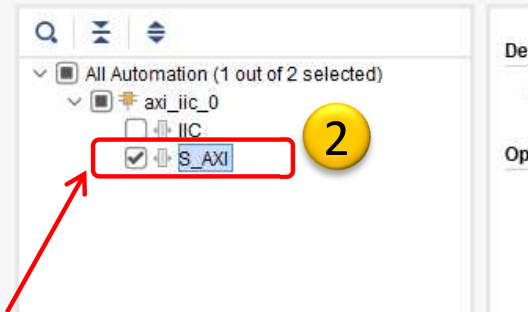 All Automation (1 out of 2 selected)
axi_iic_0
IIC
S_AXI
2
De
Op